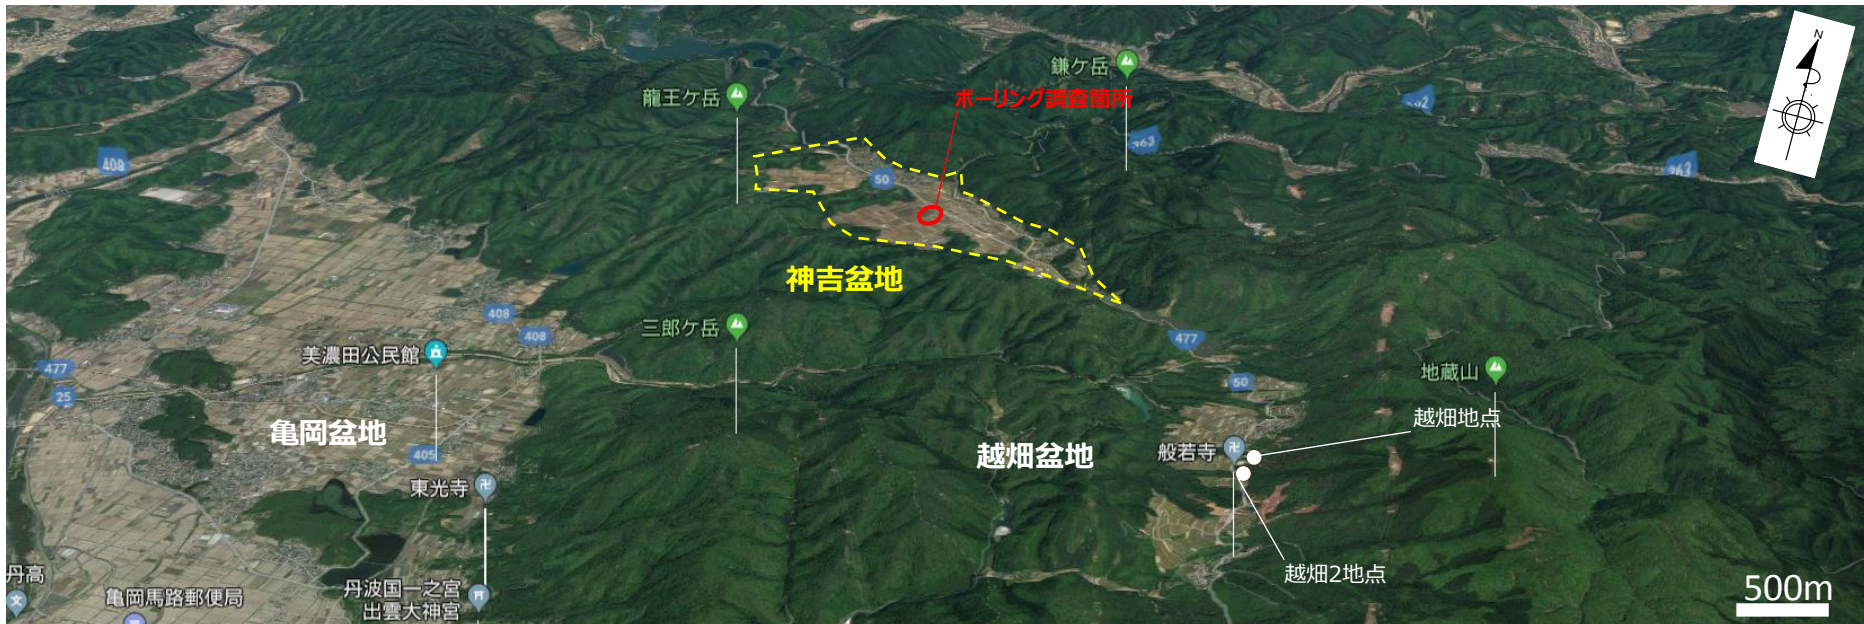 N
鎌ケ岳
龍王ケ岳
ボーリング調査箇所
363
408
50
363
神吉盆地
408
三郎ケ岳
408
477
美濃田公民館
477
地蔵山
50
25
越畑地点
亀岡盆地
越畑盆地
般若寺
405
東光寺
越畑2地点
丹高
丹波国一之宮
出雲大神宮
亀岡馬路郵便局
500m